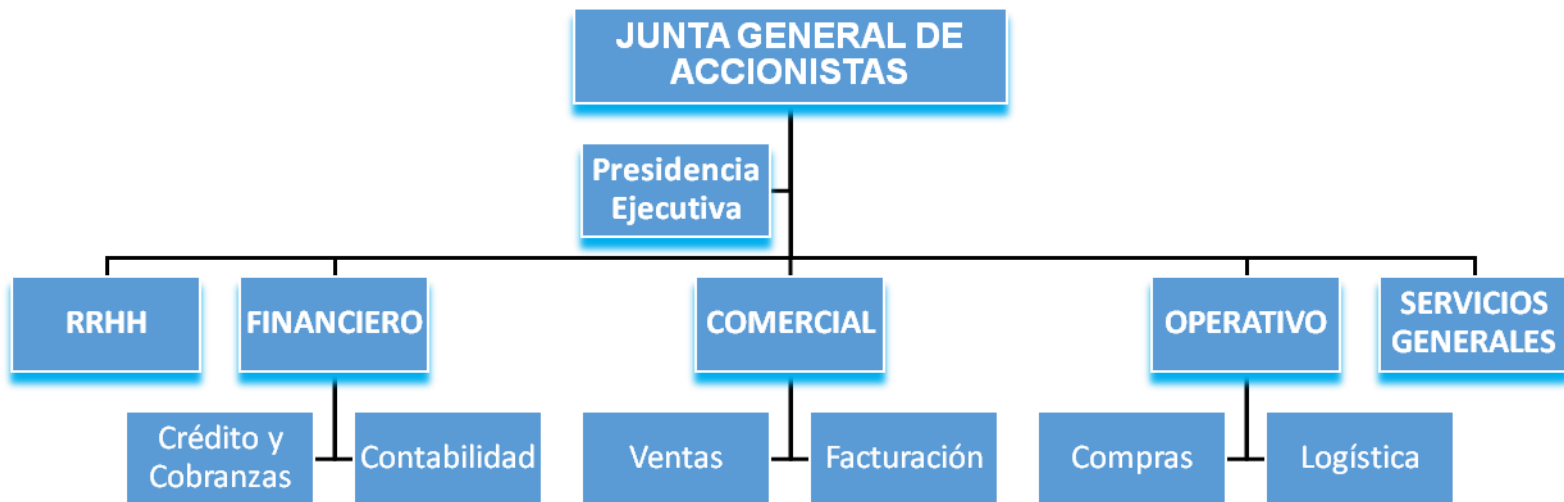 JUNTA GENERAL DE
ACCIONISTAS
Presidencia
Ejecutiva
RRHH
FINANCIERO
COMERCIAL
OPERATIVO
SERVICIOS
GENERALES
Crédito y
Cobranzas
Contabilidad
Ventas
Facturación
Compras
Logística